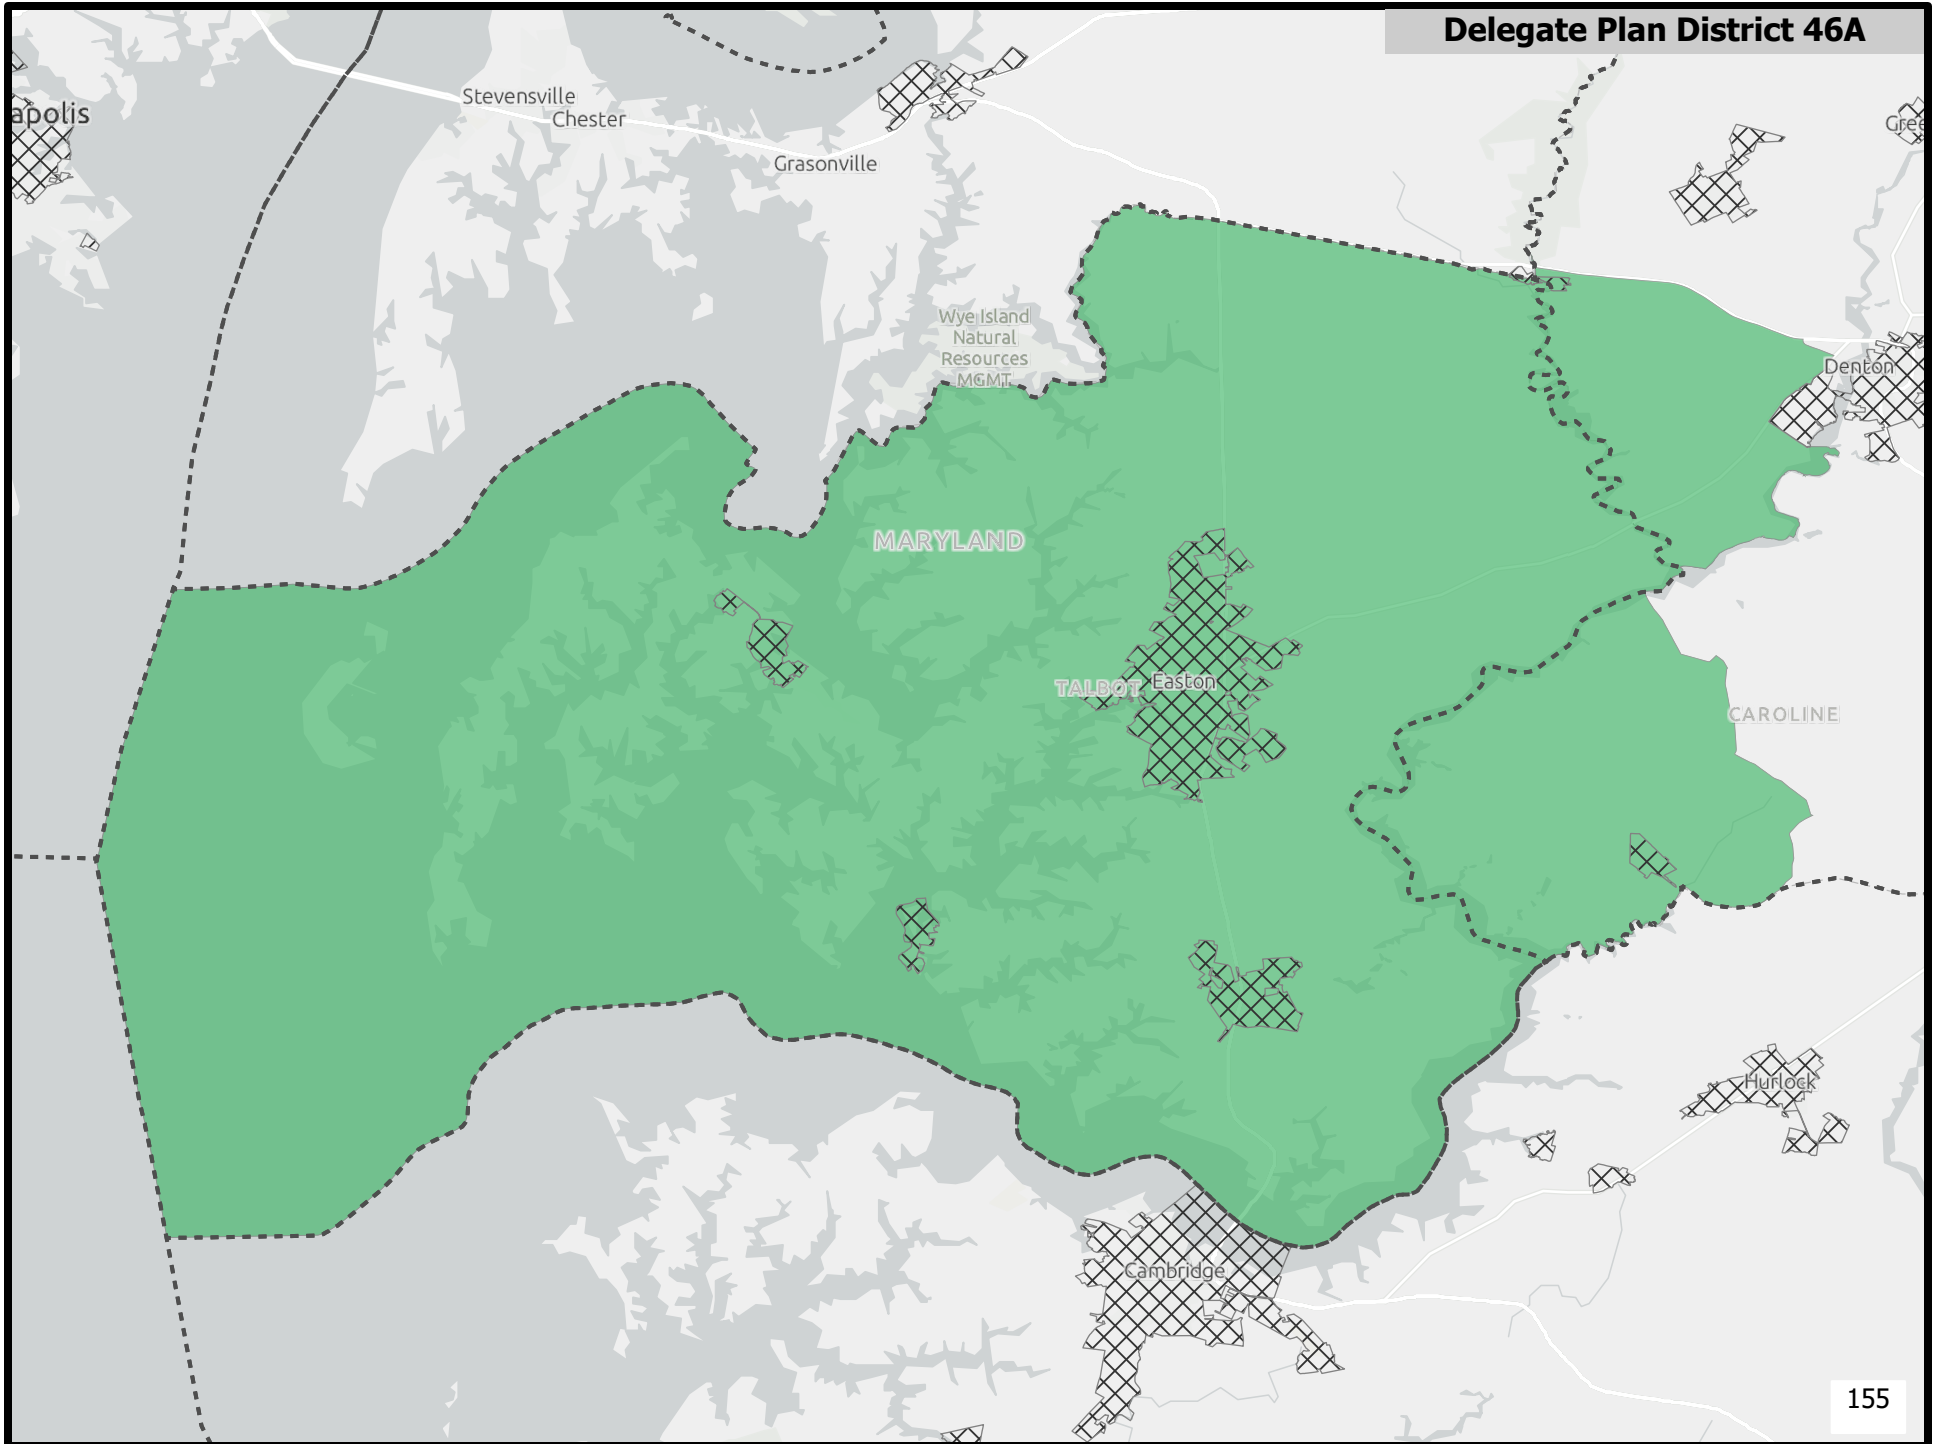 Delegate Plan District 46A
Stevensville
Chester
apolis
Gree
Grasonville
Wye Island
Natural
Resources
MGMT
Denton
MARYLAND
TALBOT
Easton
CAROLINE
Hurlock
Cambridge
155